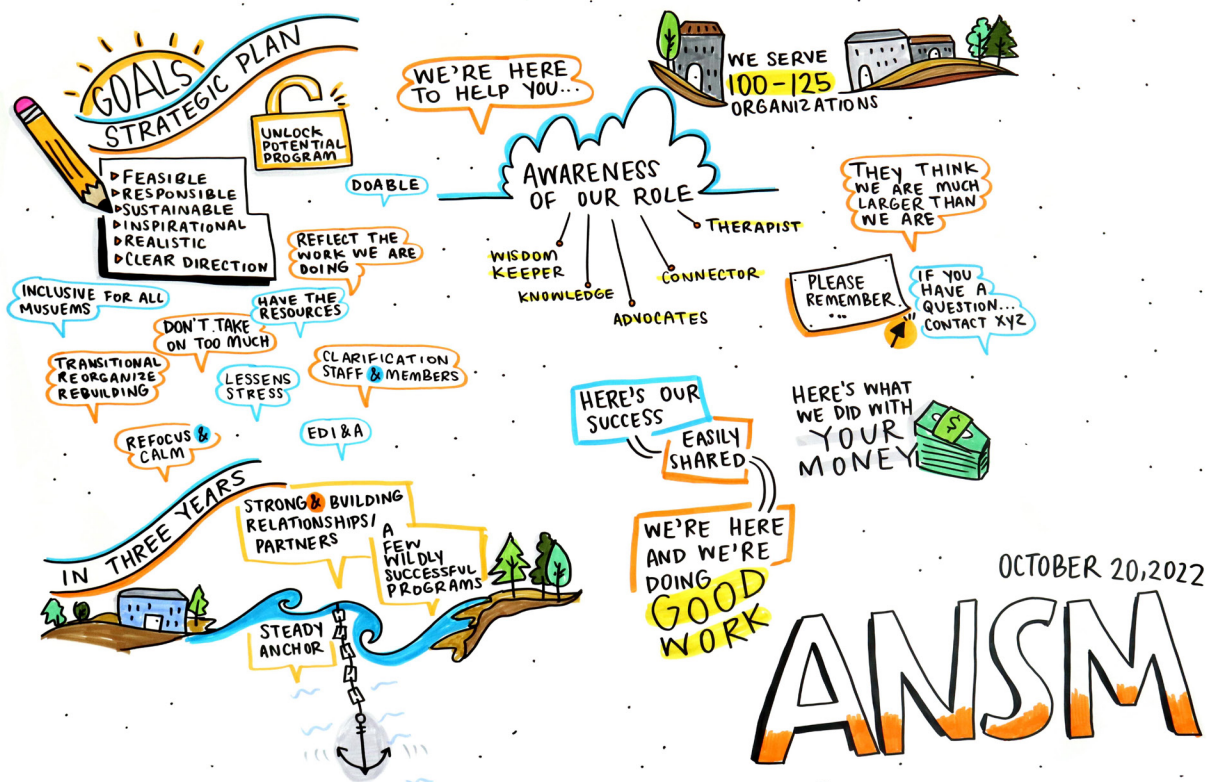 GOALS
STRATEGIC PLAN
UNLOCK
POTENTIAL
PROGRAM
FEASIBLE
RESPONSIBLE
SUSTAINABLE
INSPIRATIONAL
REALISTIC
CLEAR DIRECTION
DOABLE
REFLECT THE
WORK WE ARE
DOING
INCLUSIVE FOR ALL
MUSUEMS
HAVE THE
RESOURCES
DON'T TAKE
ON TOO MUCH
TRANSITIONAL
REORGANIZE
REBUILDING
LESSENS
STRESS
CLARIFICATION
STAFF & MEMBERS
REFOCUS &
CALM
EDI&A
IN THREE YEARS
STRONG & BUILDING
RELATIONSHIPS/
PARTNERS
A
FEW
WILDLY
SUCCESSFUL
PROGRAMS
STEADY
ANCHOR
WE'RE HERE
TO HELP YOU...
AWARENESS
OF OUR ROLE
WISDOM
KEEPER
KNOWLEDGE
ADVOCATES
CONNECTOR
THERAPIST
WE SERVE
100-125
ORGANIZATIONS
THEY THINK
WE ARE MUCH
LARGER THAN
WE ARE
PLEASE
REMEMBER
...
IF YOU
HAVE A
QUESTION...
CONTACT XYZ
HERE'S OUR
SUCCESS
EASILY
SHARED
WE'RE HERE
AND WE'RE
DOING
GOOD
WORK
HERE'S WHAT
WE DID WITH
YOUR
MONEY
$
OCTOBER 20,2022
ANSM